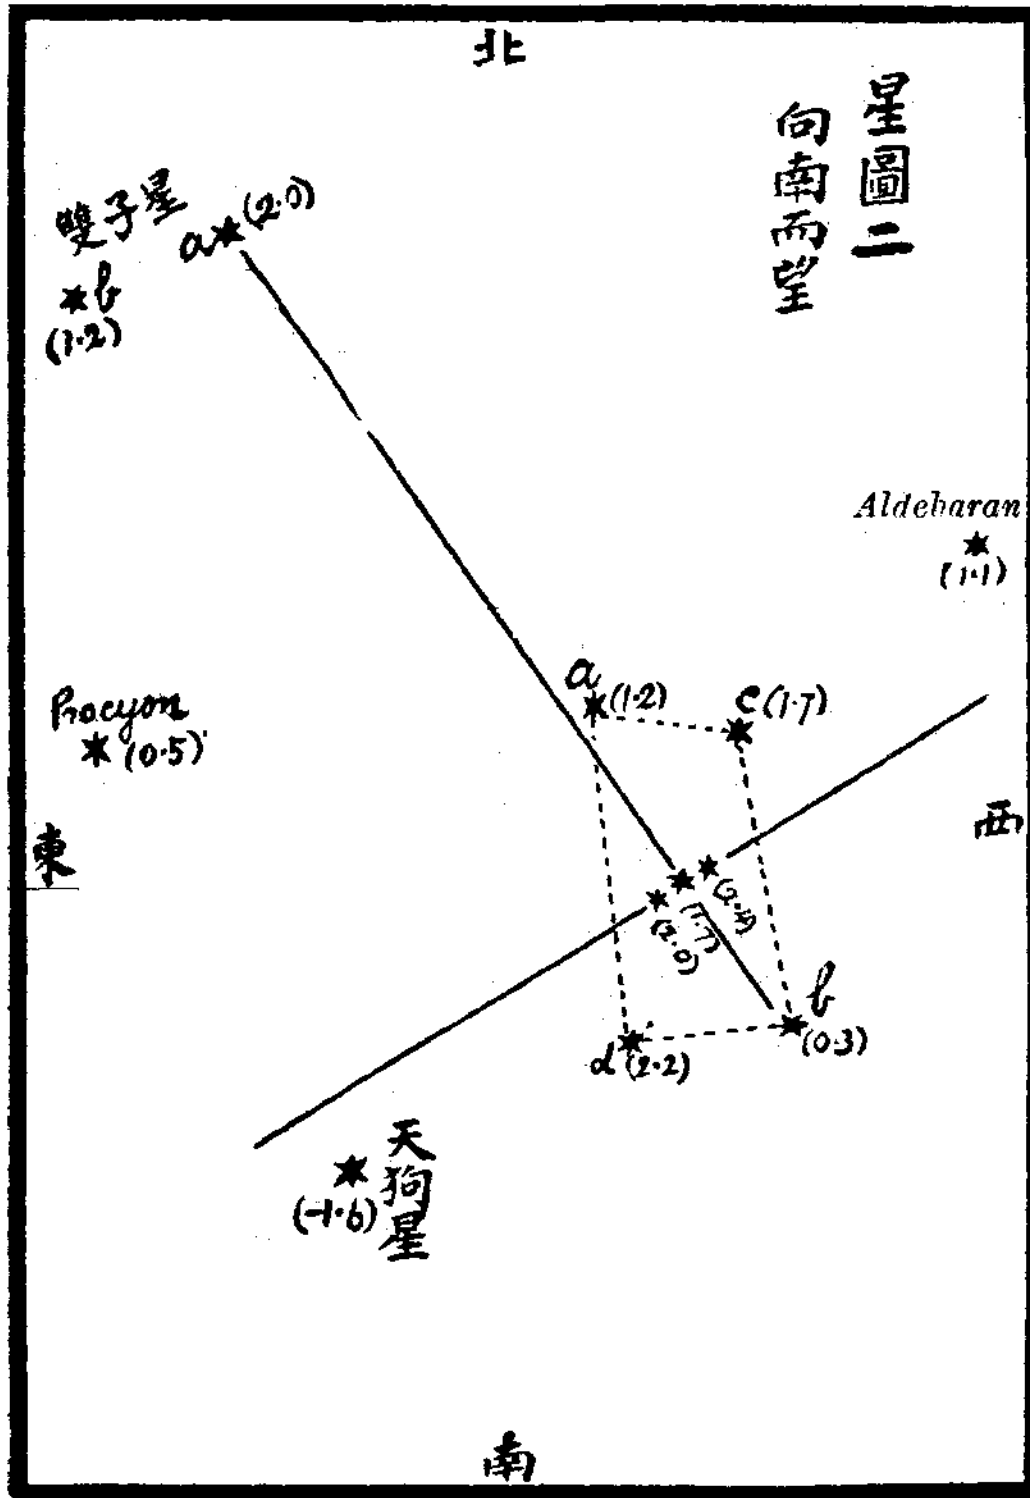 北
星圖二
向南而望
雙子星
a (2.0)
b
(1.2)
Aldebaran
(1.1)
a
(1.2)
c (1.7)
Procyon
(0.5)
東
西
(1.7)
(2.0)
b
(0.3)
d (2.2)
天狗星
(-1.6)
南